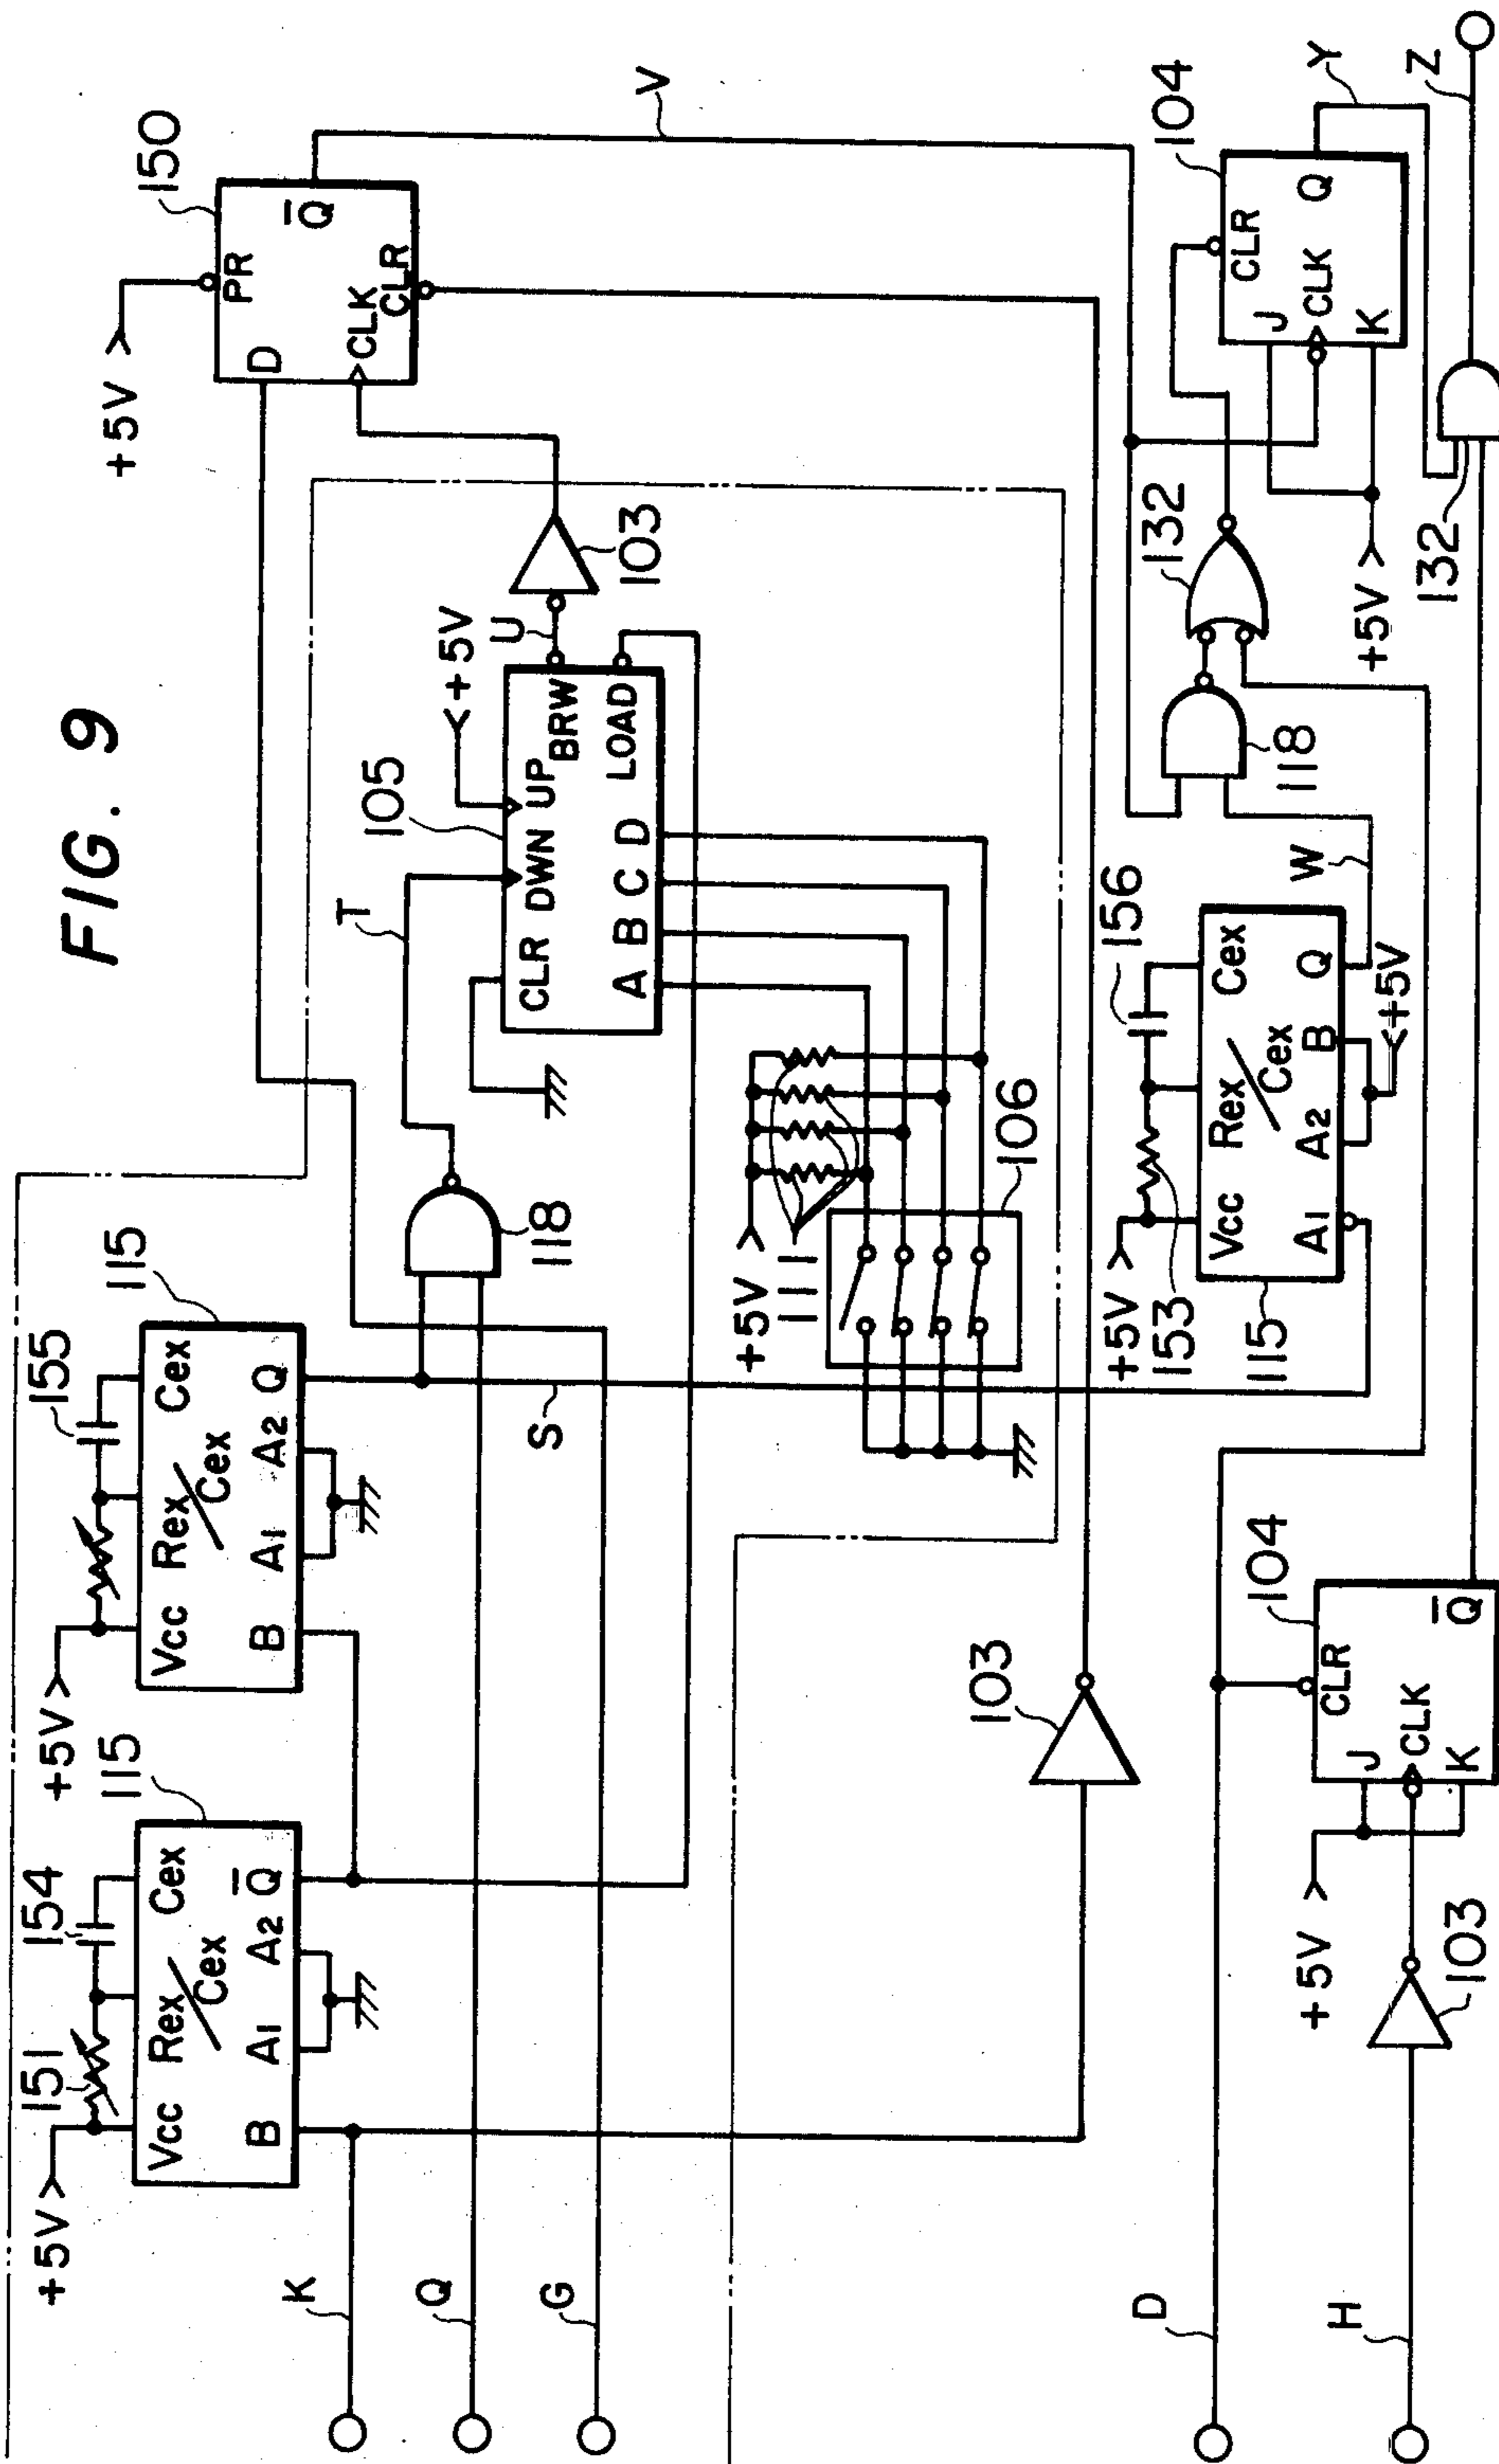 FIG. 9
+5V
151
154
115
Vcc
Rex/Cex
Cex
B
A1
A2
Q̅
+5V
155
115
Vcc
Rex/Cex
Cex
B
A1
A2
Q
K
Q
G
S
118
T
105
CLR
DWN
UP
+5V
BRW
LOAD
A
B
C
D
U
103
+5V
150
PR
D
Q̅
CLK
CLR
V
+5V
111
106
103
+5V
153
156
115
Vcc
Rex/Cex
Cex
A1
A2
B
Q
+5V
W
118
132
104
CLR
J
CLK
K
Q
+5V
Y
132
Z
D
H
103
+5V
104
CLR
J
CLK
K
Q̅